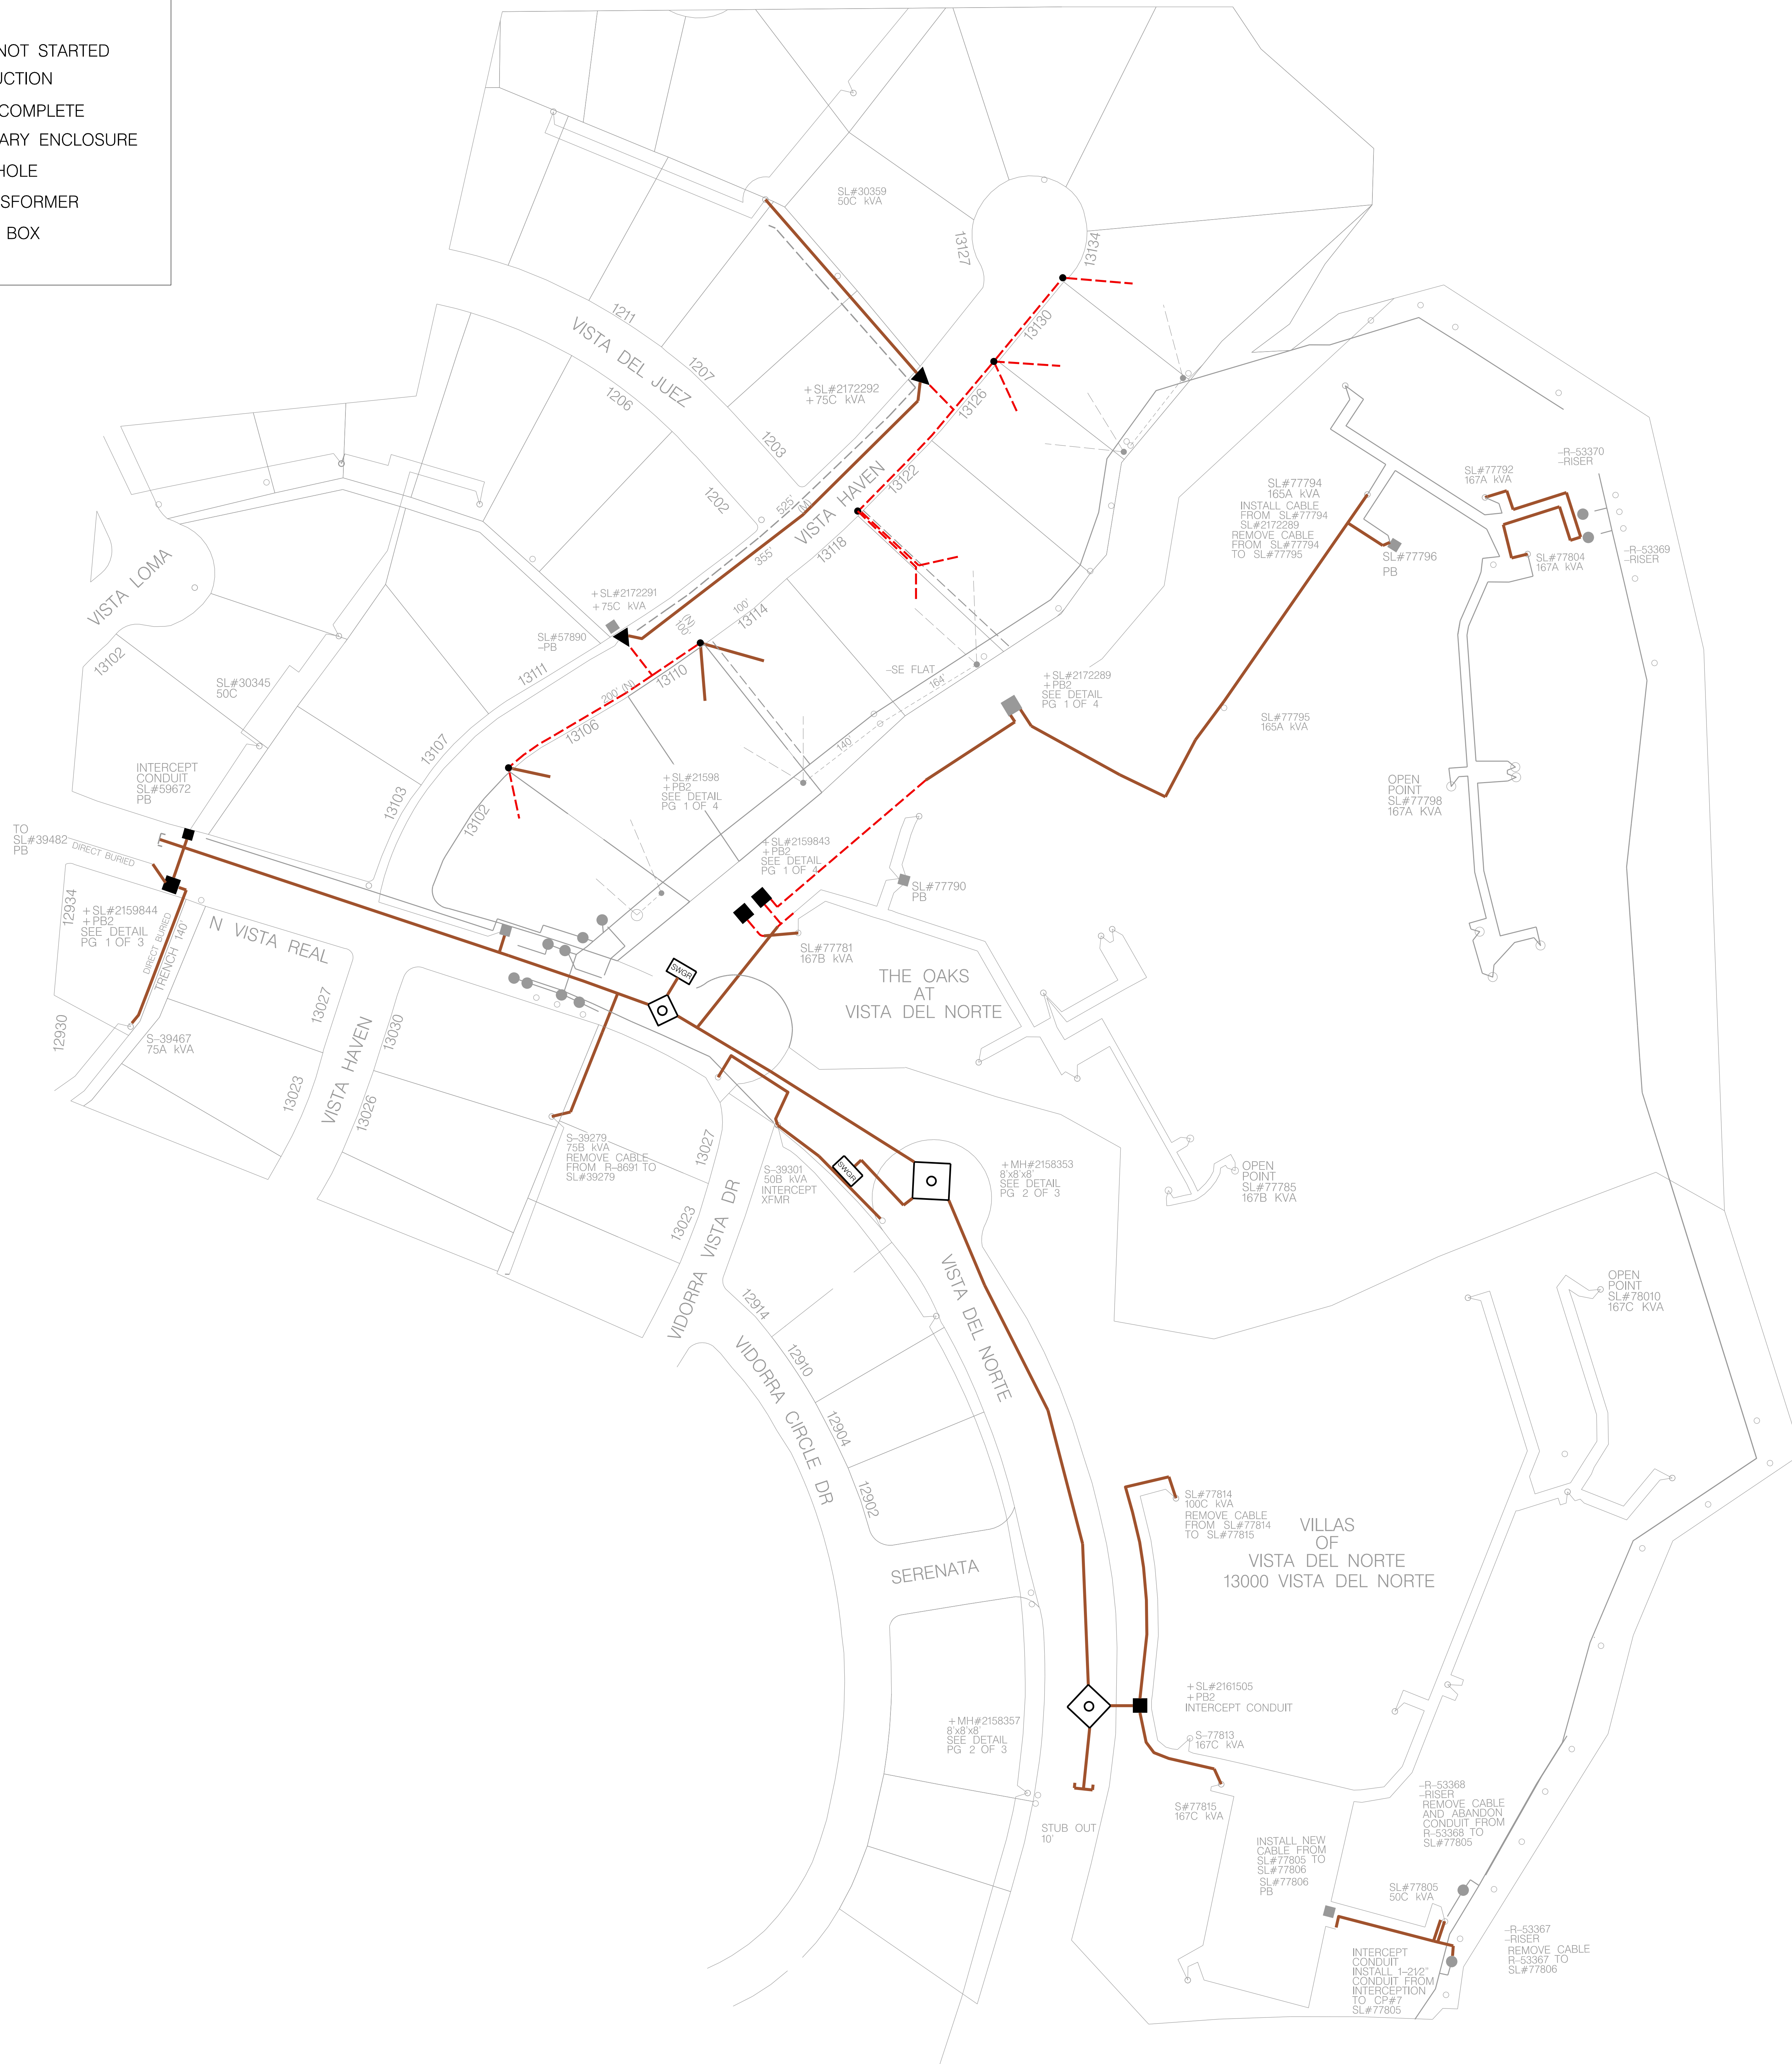 NOT STARTED
UCTION
COMPLETE
ARY ENCLOSURE
HOLE
SFORMER
BOX
SL#30359
50C kVA
13127
13134
13130
1211
VISTA DEL JUEZ
1207
1206
+SL#2172292
+75C kVA
13126
1203
1202
525'
(N)
VISTA HAVEN
13122
355'
13118
SL#77794
165A kVA
INSTALL CABLE
FROM SL#77794
SL#2172289
REMOVE CABLE
FROM SL#77794
TO SL#77795
SL#77792
167A kVA
-R-53370
-RISER
SL#77796
PB
SL#77804
167A kVA
-R-53369
-RISER
VISTA LOMA
13102
+SL#2172291
+75C kVA
SL#57890
-PB
100'
(N)
100'
13114
13111
SL#30345
50C
200' (N)
13110
13106
-SE FLAT
164'
140'
+SL#2172289
+PB2
SEE DETAIL
PG 1 OF 4
SL#77795
165A kVA
13107
13103
13102
INTERCEPT
CONDUIT
SL#59672
PB
+SL#21598
+PB2
SEE DETAIL
PG 1 OF 4
OPEN
POINT
SL#77798
167A KVA
TO
SL#39482
PB
DIRECT BURIED
+SL#2159843
+PB2
SEE DETAIL
PG 1 OF 4
SL#77790
PB
12934
+SL#2159844
+PB2
SEE DETAIL
PG 1 OF 3
DIRECT BURIED
TRENCH 140'
N VISTA REAL
SL#77781
167B KVA
THE OAKS
AT
VISTA DEL NORTE
SWGR
12930
S-39467
75A kVA
13027
13023
VISTA HAVEN
13030
13026
S-39279
75B kVA
REMOVE CABLE
FROM R-8691 TO
SL#39279
13027
13023
VIDORRA VISTA DR
S-39301
50B kVA
INTERCEPT
XFMR
SWGR
+MH#2158353
8'x8'x8'
SEE DETAIL
PG 2 OF 3
OPEN
POINT
SL#77785
167B KVA
VISTA DEL NORTE
OPEN
POINT
SL#78010
167C KVA
12914
12910
VIDORRA CIRCLE DR
12904
12902
SERENATA
SL#77814
100C kVA
REMOVE CABLE
FROM SL#77814
TO SL#77815
VILLAS
OF
VISTA DEL NORTE
13000 VISTA DEL NORTE
+SL#2161505
+PB2
INTERCEPT CONDUIT
+MH#2158357
8'x8'x8'
SEE DETAIL
PG 2 OF 3
S-77813
167C kVA
S#77815
167C kVA
STUB OUT
10'
-R-53368
-RISER
REMOVE CABLE
AND ABANDON
CONDUIT FROM
R-53368 TO
SL#77805
INSTALL NEW
CABLE FROM
SL#77805 TO
SL#77806
SL#77806
PB
SL#77805
50C kVA
-R-53367
-RISER
REMOVE CABLE
R-53367 TO
SL#77806
INTERCEPT
CONDUIT
INSTALL 1-21/2"
CONDUIT FROM
INTERCEPTION
TO CP#7
SL#77805